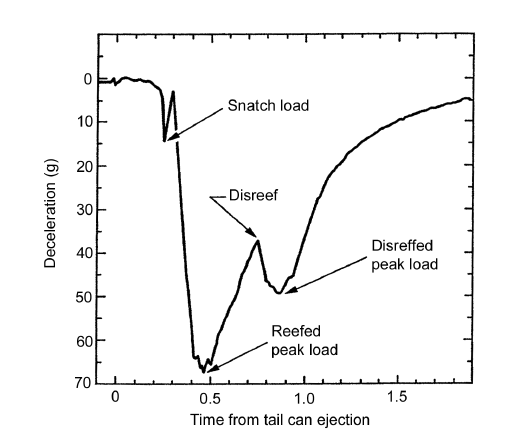 0
10
20
30
40
50
60
70
Deceleration (g)
Snatch load
Disreef
Disreffed
peak load
Reefed
peak load
0
0.5
1.0
1.5
Time from tail can ejection